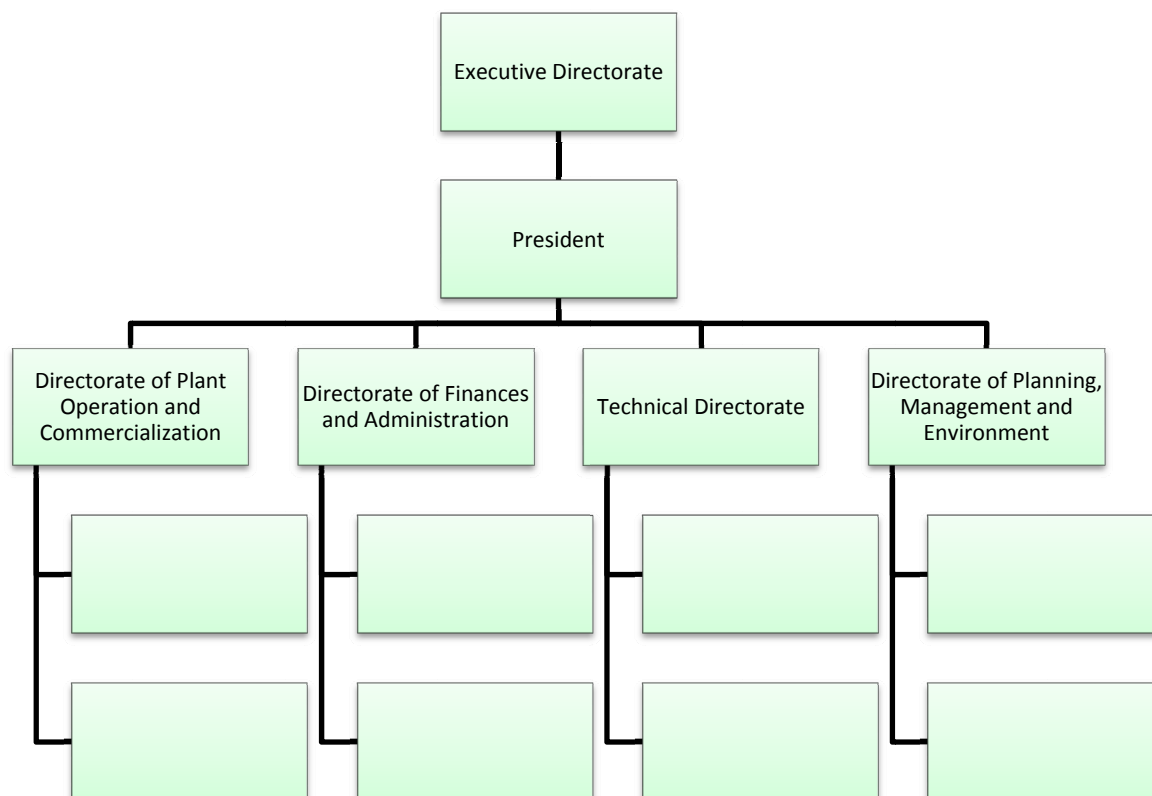 Executive Directorate
President
Directorate of Plant
Operation and
Commercialization
Directorate of Finances
and Administration
Technical Directorate
Directorate of Planning,
Management and
Environment